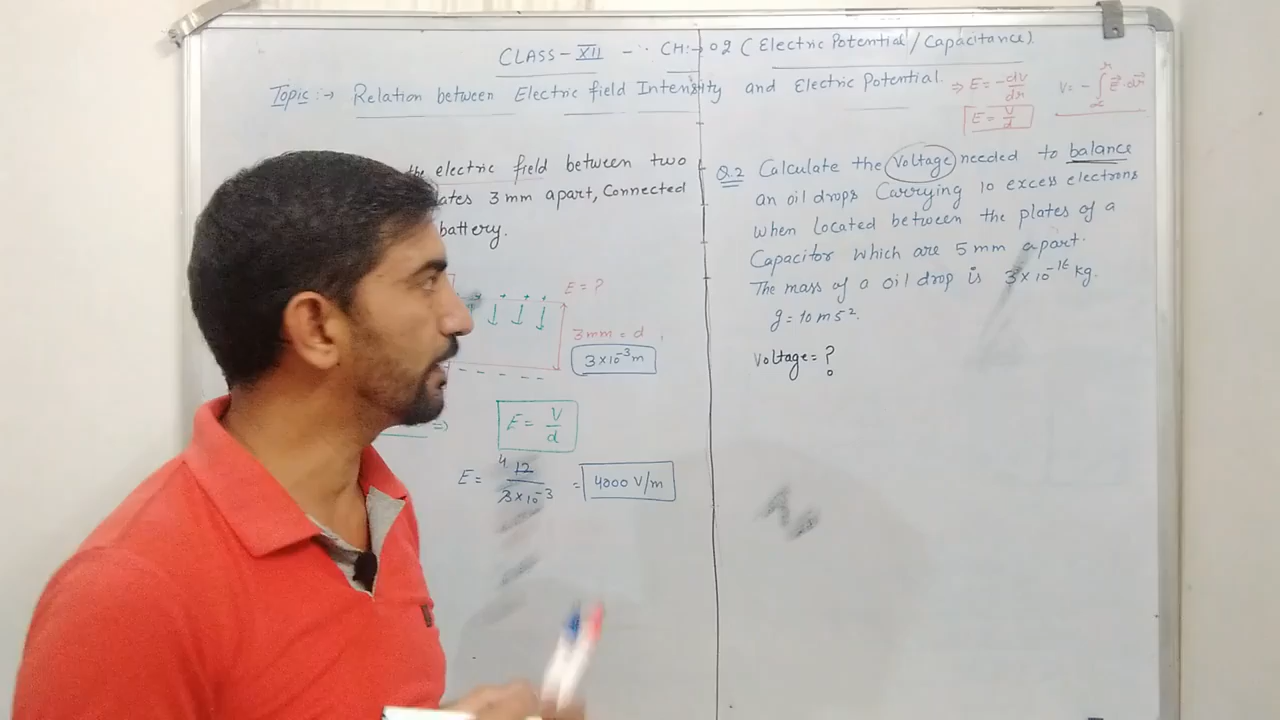 CLASS-XII -:- CH:→02 (Electric Potential/Capacitance).
Topic:→ Relation between Electric field Intensity and Electric Potential. ⇒ E = -dv/dr V = - ∫ E⃗·dr⃗
E = V/d
the electric field between two
ates 3 mm apart, Connected
battery.
E = ?
+ +
3mm = d
3×10⁻³m
- - - - -
⇒ E = V/d
E = 4 12/3×10⁻³ = 4000 V/m
Q.2 Calculate the Voltage needed to balance
an oil drops Carrying 10 excess electrons
when located between the plates of a
Capacitor which are 5 mm apart.
The mass of a oil drop is 3×10⁻¹⁶ kg.
g = 10 ms².
Voltage = ?